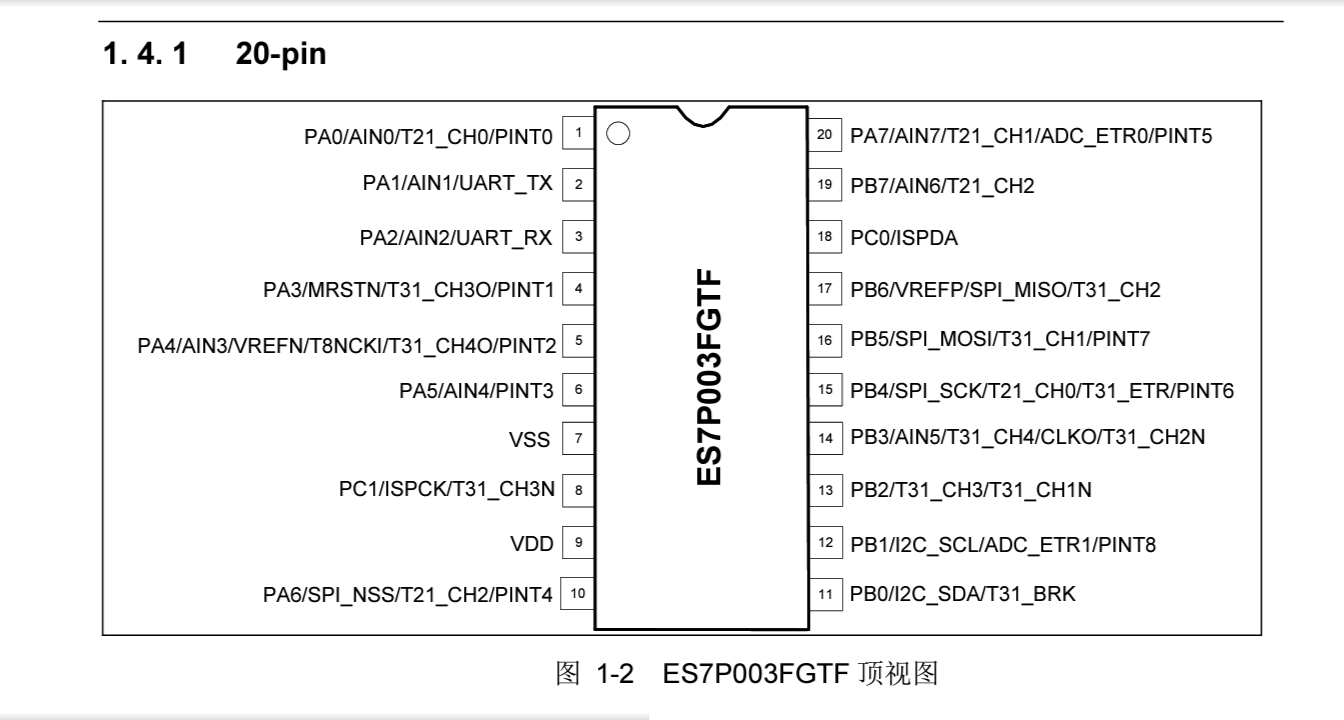 1. 4. 1 20-pin
PA0/AIN0/T21_CH0/PINT0 1
PA1/AIN1/UART_TX 2
PA2/AIN2/UART_RX 3
PA3/MRSTN/T31_CH3O/PINT1 4
PA4/AIN3/VREFN/T8NCKI/T31_CH4O/PINT2 5
PA5/AIN4/PINT3 6
VSS 7
PC1/ISPCK/T31_CH3N 8
VDD 9
PA6/SPI_NSS/T21_CH2/PINT4 10
ES7P003FGTF
20 PA7/AIN7/T21_CH1/ADC_ETR0/PINT5
19 PB7/AIN6/T21_CH2
18 PC0/ISPDA
17 PB6/VREFP/SPI_MISO/T31_CH2
16 PB5/SPI_MOSI/T31_CH1/PINT7
15 PB4/SPI_SCK/T21_CH0/T31_ETR/PINT6
14 PB3/AIN5/T31_CH4/CLKO/T31_CH2N
13 PB2/T31_CH3/T31_CH1N
12 PB1/I2C_SCL/ADC_ETR1/PINT8
11 PB0/I2C_SDA/T31_BRK
图 1-2 ES7P003FGTF 顶视图